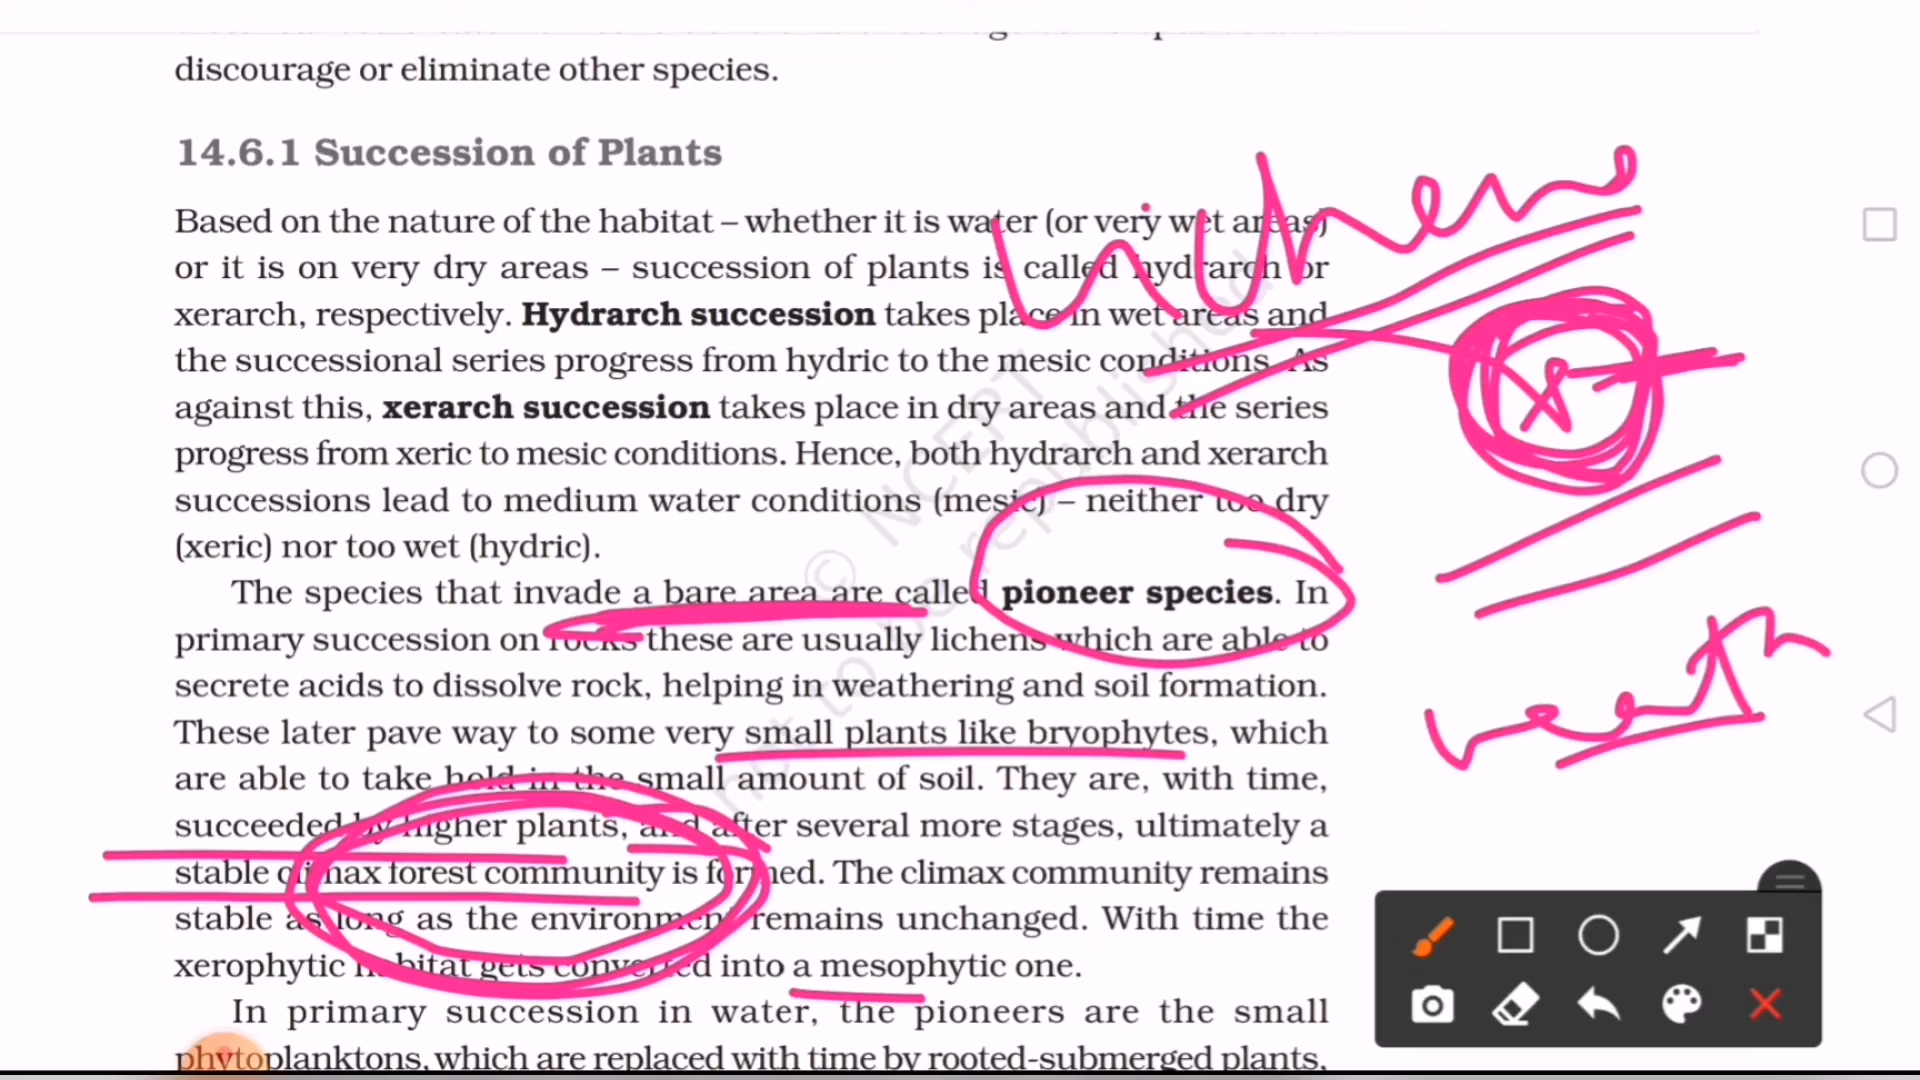 discourage or eliminate other species.
14.6.1 Succession of Plants
Based on the nature of the habitat – whether it is water (or very wet areas)
or it is on very dry areas – succession of plants is called hydrarch or
xerarch, respectively. Hydrarch succession takes place in wet areas and
the successional series progress from hydric to the mesic conditions. As
against this, xerarch succession takes place in dry areas and the series
progress from xeric to mesic conditions. Hence, both hydrarch and xerarch
successions lead to medium water conditions (mesic) – neither too dry
(xeric) nor too wet (hydric).
The species that invade a bare area are called pioneer species. In
primary succession on rocks these are usually lichens which are able to
secrete acids to dissolve rock, helping in weathering and soil formation.
These later pave way to some very small plants like bryophytes, which
are able to take hold in the small amount of soil. They are, with time,
succeeded by higher plants, and after several more stages, ultimately a
stable climax forest community is formed. The climax community remains
stable as long as the environment remains unchanged. With time the
xerophytic habitat gets converted into a mesophytic one.
In primary succession in water, the pioneers are the small
phytoplanktons, which are replaced with time by rooted-submerged plants,
lichens
© NCERT
not to be republished